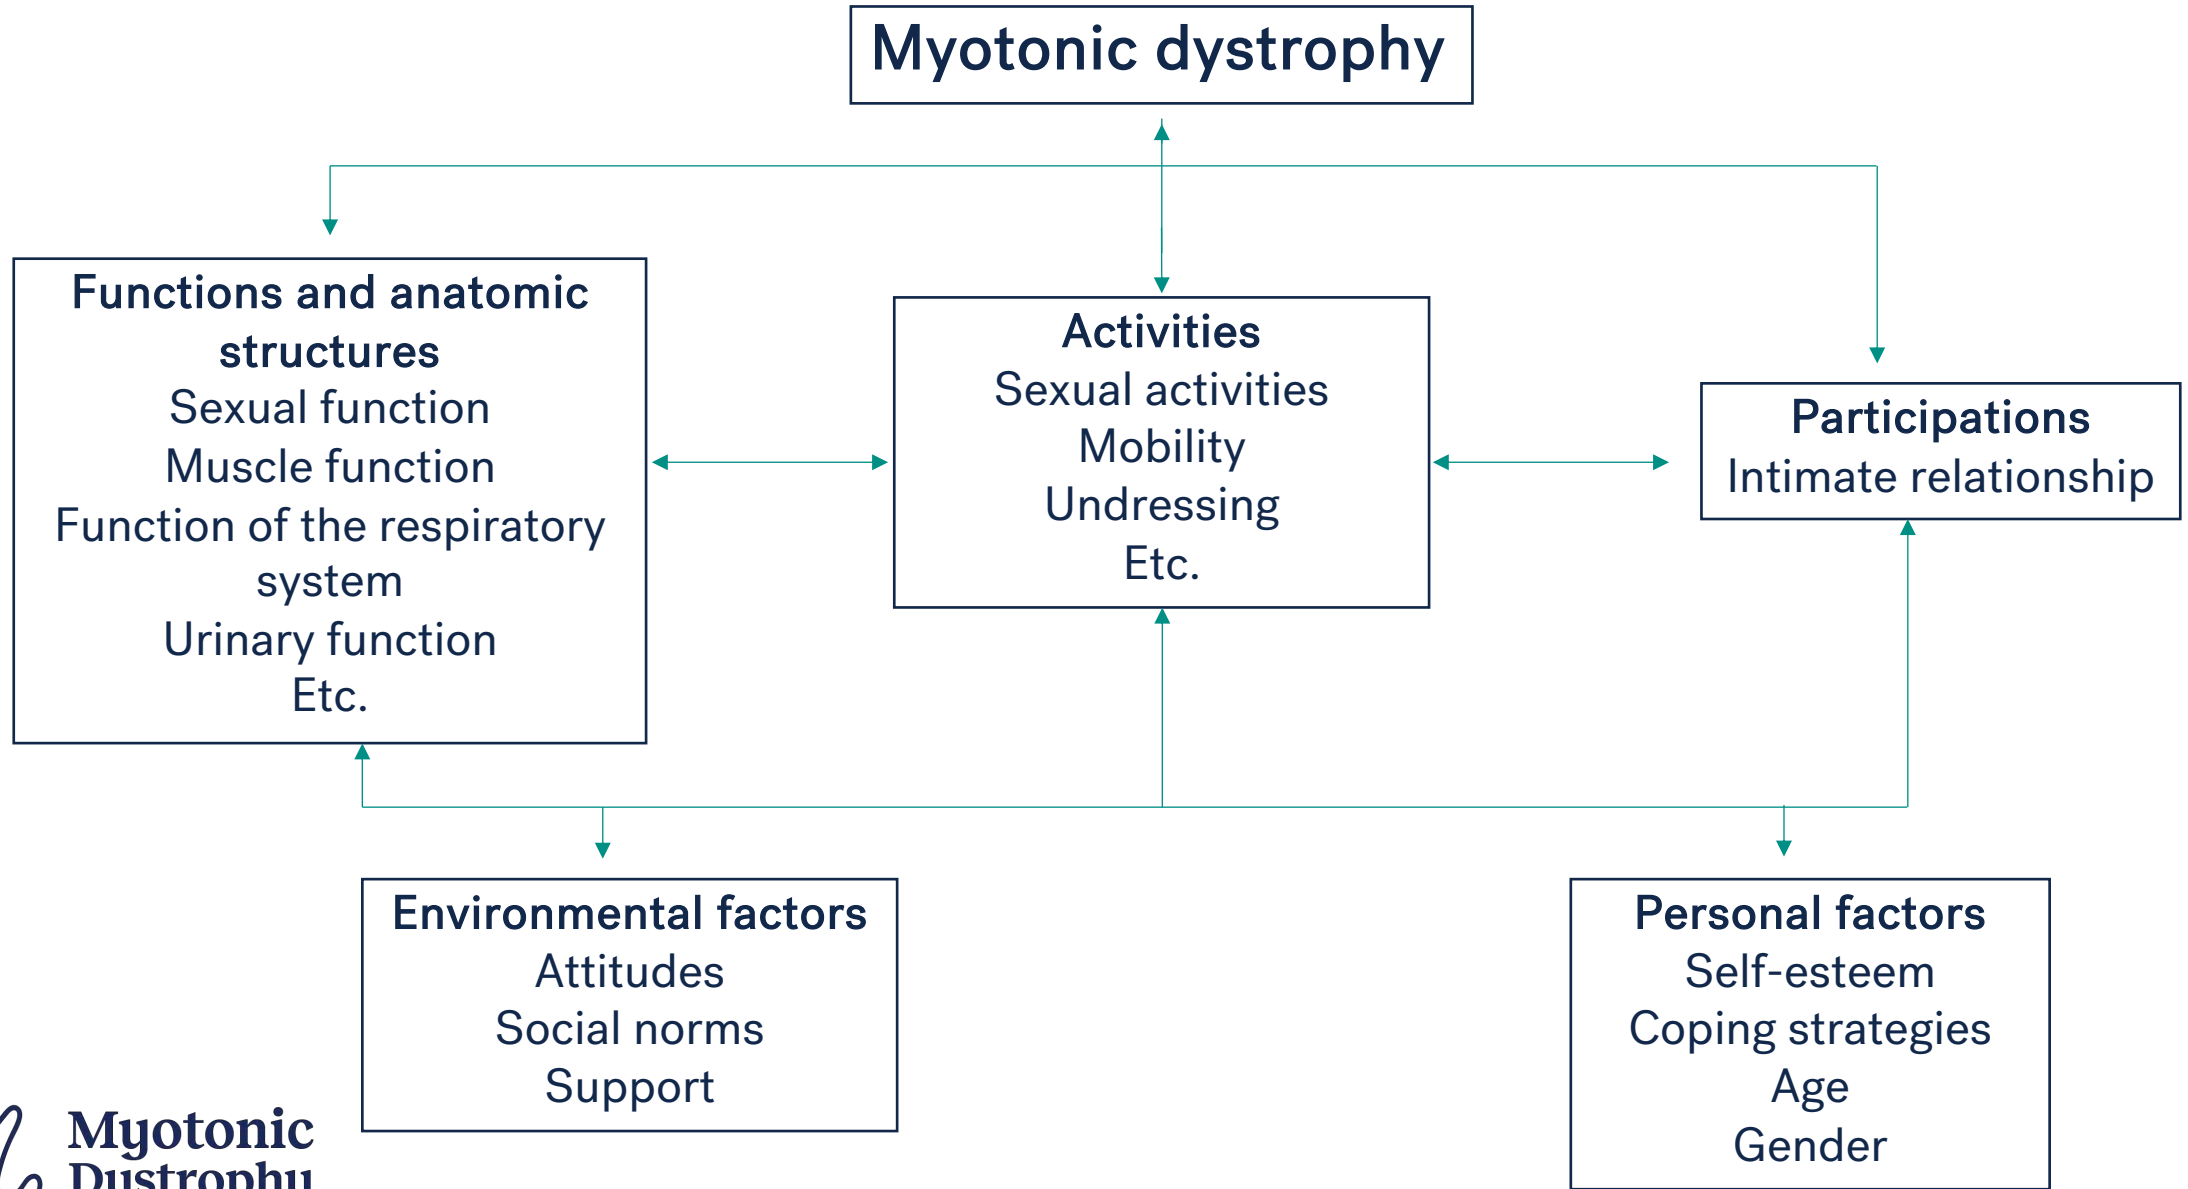 Myotonic dystrophy
Functions and anatomic
structures
Sexual function
Muscle function
Function of the respiratory
system
Urinary function
Etc.
Activities
Sexual activities
Mobility
Undressing
Etc.
Participations
Intimate relationship
Environmental factors
Attitudes
Social norms
Support
Personal factors
Self-esteem
Coping strategies
Age
Gender
Myotonic
Dystrophy